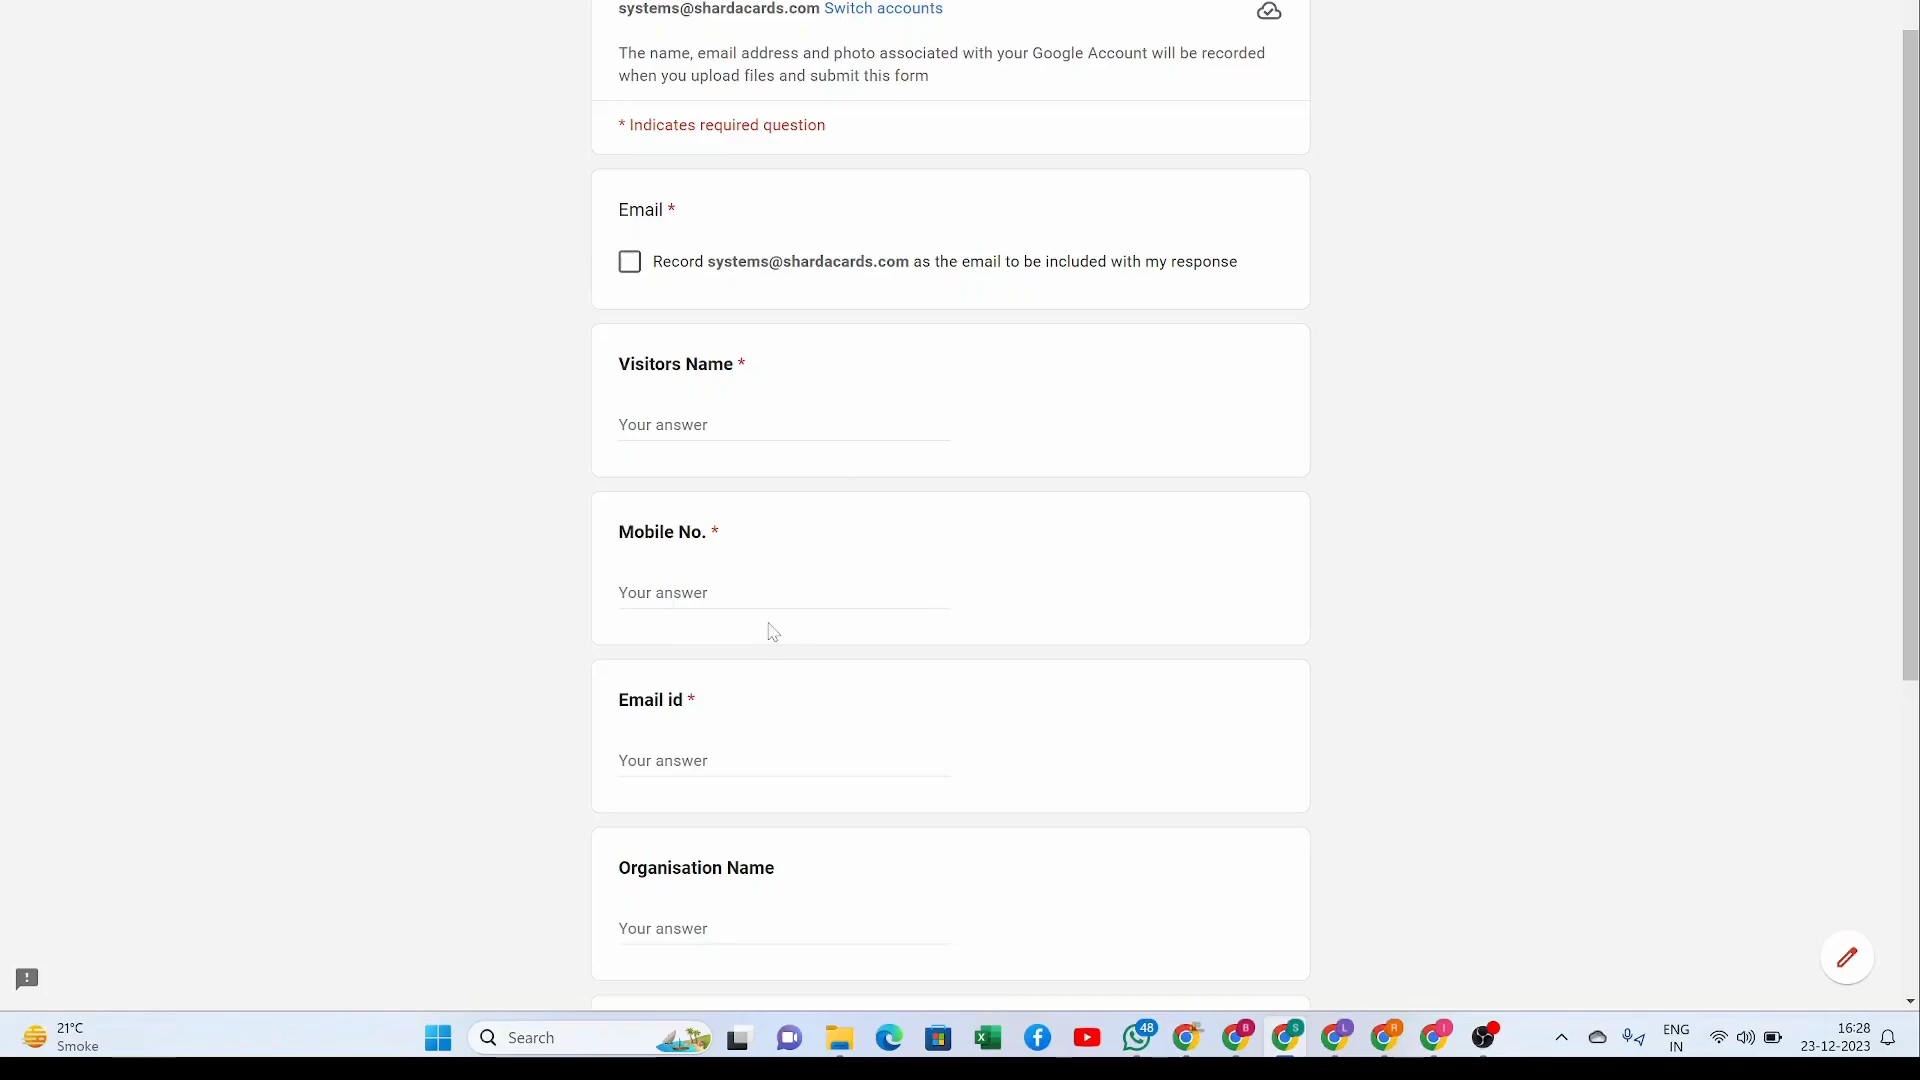 systems@shardacards.com Switch accounts
The name, email address and photo associated with your Google Account will be recorded
when you upload files and submit this form
* Indicates required question
Email *
Record systems@shardacards.com as the email to be included with my response
Visitors Name *
Your answer
Mobile No. *
Your answer
Email id *
Your answer
Organisation Name
Your answer
21°C
Smoke
Search
48
B
S
L
R
I
ENG
IN
16:28
23-12-2023